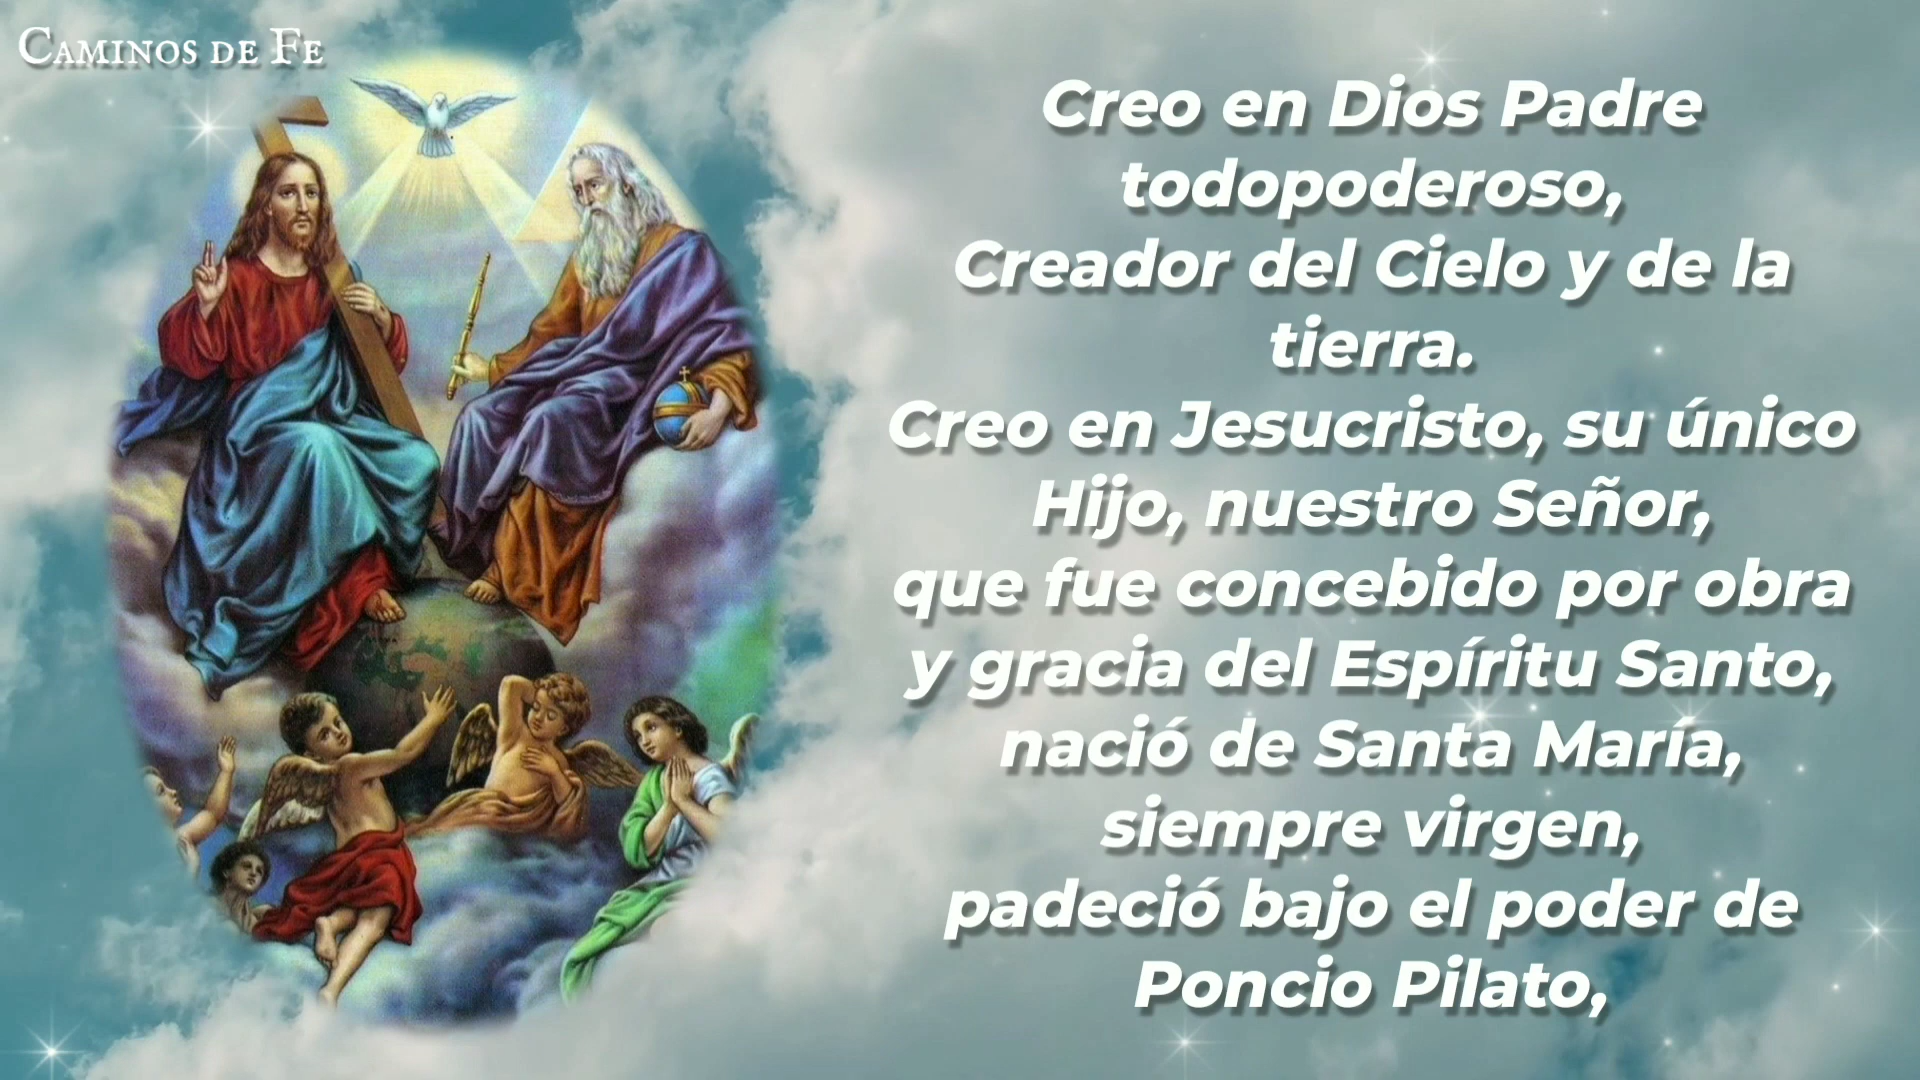 Caminos de Fe
Creo en Dios Padre
todopoderoso,
Creador del Cielo y de la
tierra.
Creo en Jesucristo, su único
Hijo, nuestro Señor,
que fue concebido por obra
y gracia del Espíritu Santo,
nació de Santa María,
siempre virgen,
padeció bajo el poder de
Poncio Pilato,